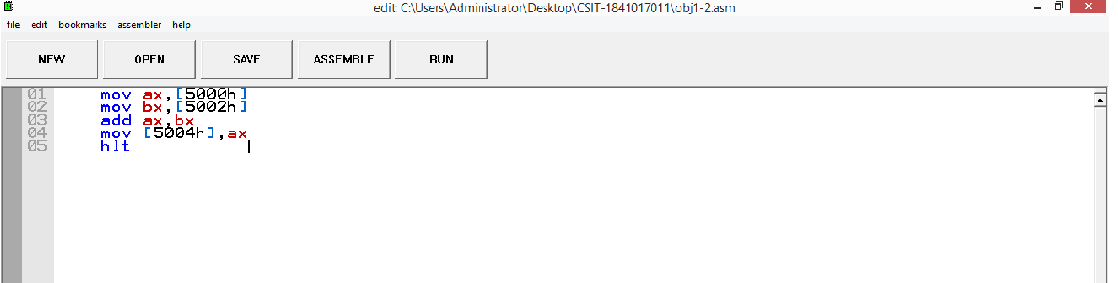 edit: C:\Users\Administrator\Desktop\CSIT-1841017011\obj1-2.asm
file edit bookmarks assembler help
NEW OPEN SAVE ASSEMBLE RUN
01 mov ax,[5000h]
02 mov bx,[5002h]
03 add ax,bx
04 mov [5004h],ax
05 hlt